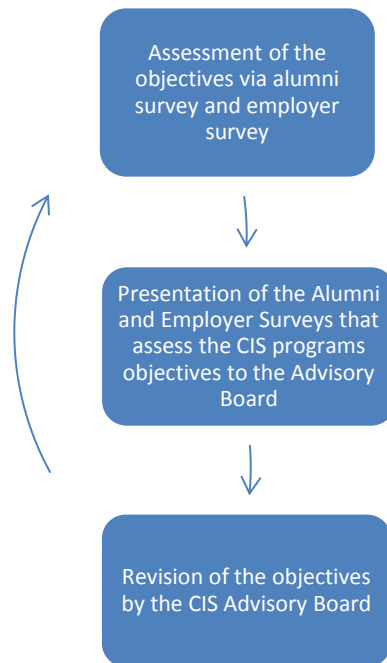 Assessment of the
objectives via alumni
survey and employer
survey
Presentation of the Alumni
and Employer Surveys that
assess the CIS programs
objectives to the Advisory
Board
Revision of the objectives
by the CIS Advisory Board